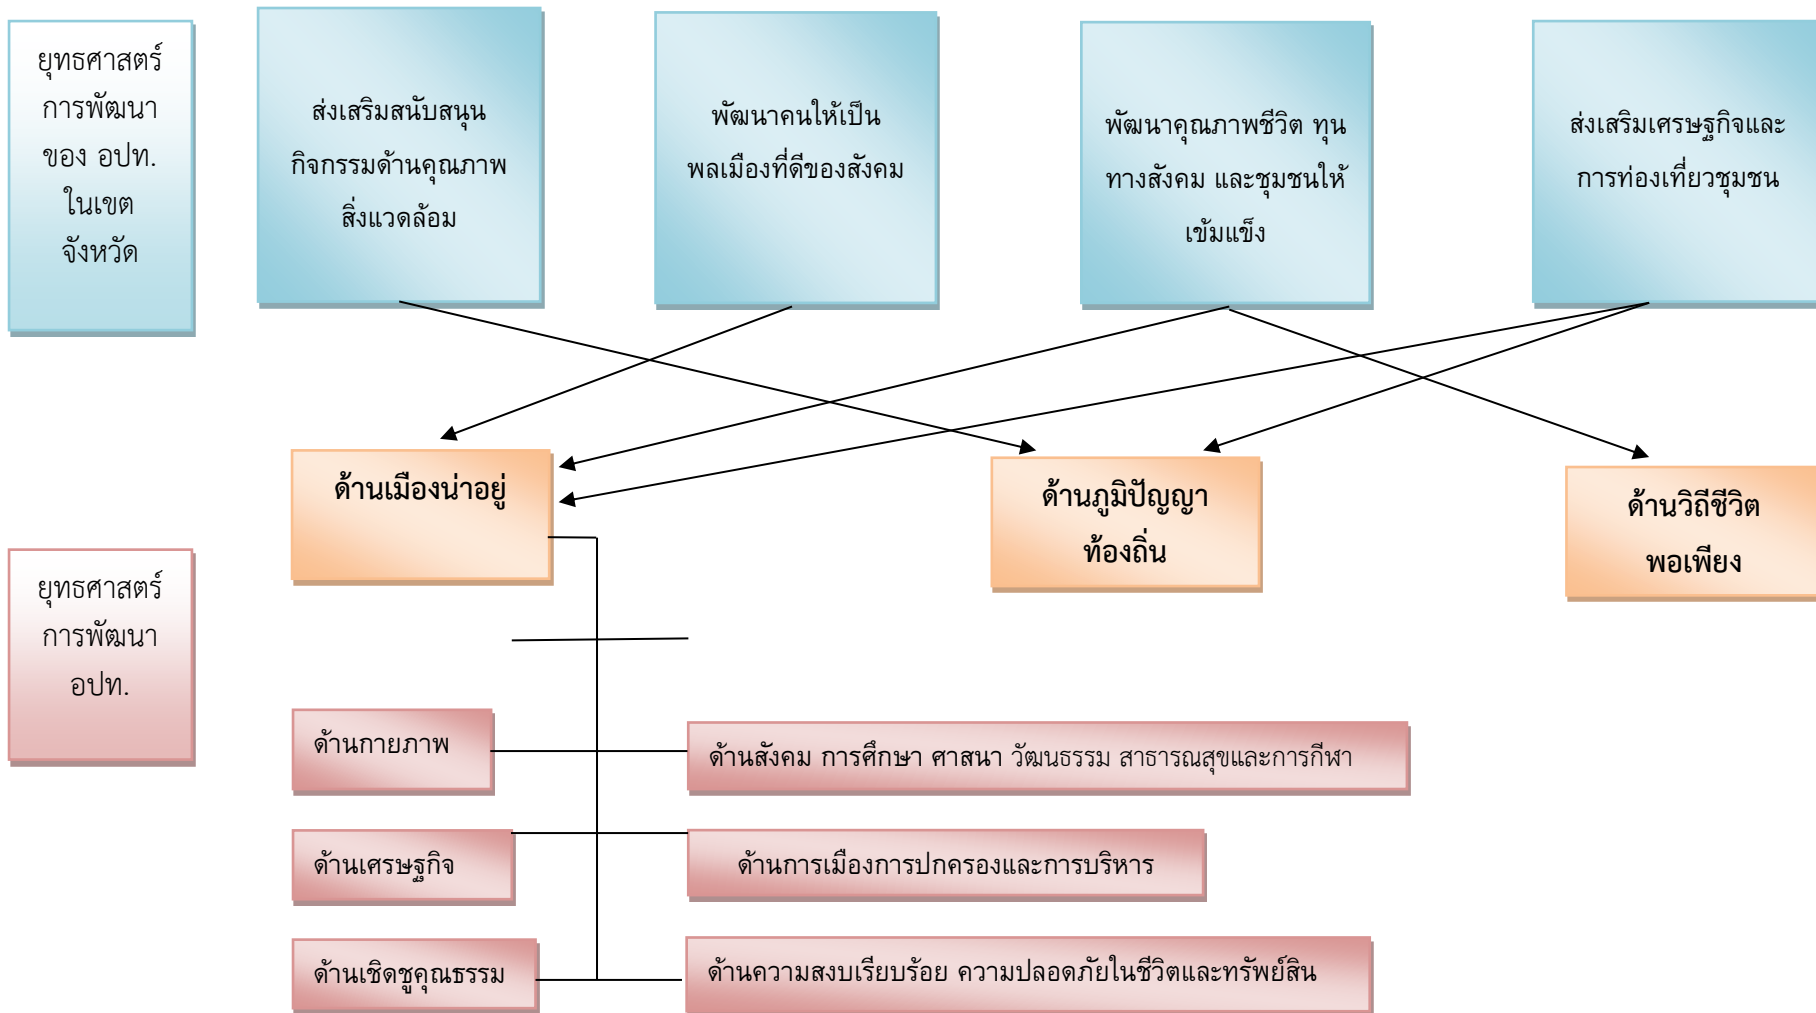 ยุทธศาสตร์
การพัฒนา
ของ อปท.
ในเขต
จังหวัด
ส่งเสริมสนับสนุน
กิจกรรมด้านคุณภาพ
สิ่งแวดล้อม
พัฒนาคนให้เป็น
พลเมืองที่ดีของสังคม
พัฒนาคุณภาพชีวิต ทุน
ทางสังคม และชุมชนให้
เข้มแข็ง
ส่งเสริมเศรษฐกิจและ
การท่องเที่ยวชุมชน
ด้านเมืองน่าอยู่
ด้านภูมิปัญญา
ท้องถิ่น
ด้านวิถีชีวิต
พอเพียง
ยุทธศาสตร์
การพัฒนา
อปท.
ด้านกายภาพ
ด้านสังคม การศึกษา ศาสนา วัฒนธรรม สาธารณสุขและการกีฬา
ด้านเศรษฐกิจ
ด้านการเมืองการปกครองและการบริหาร
ด้านเชิดชูคุณธรรม
ด้านความสงบเรียบร้อย ความปลอดภัยในชีวิตและทรัพย์สิน